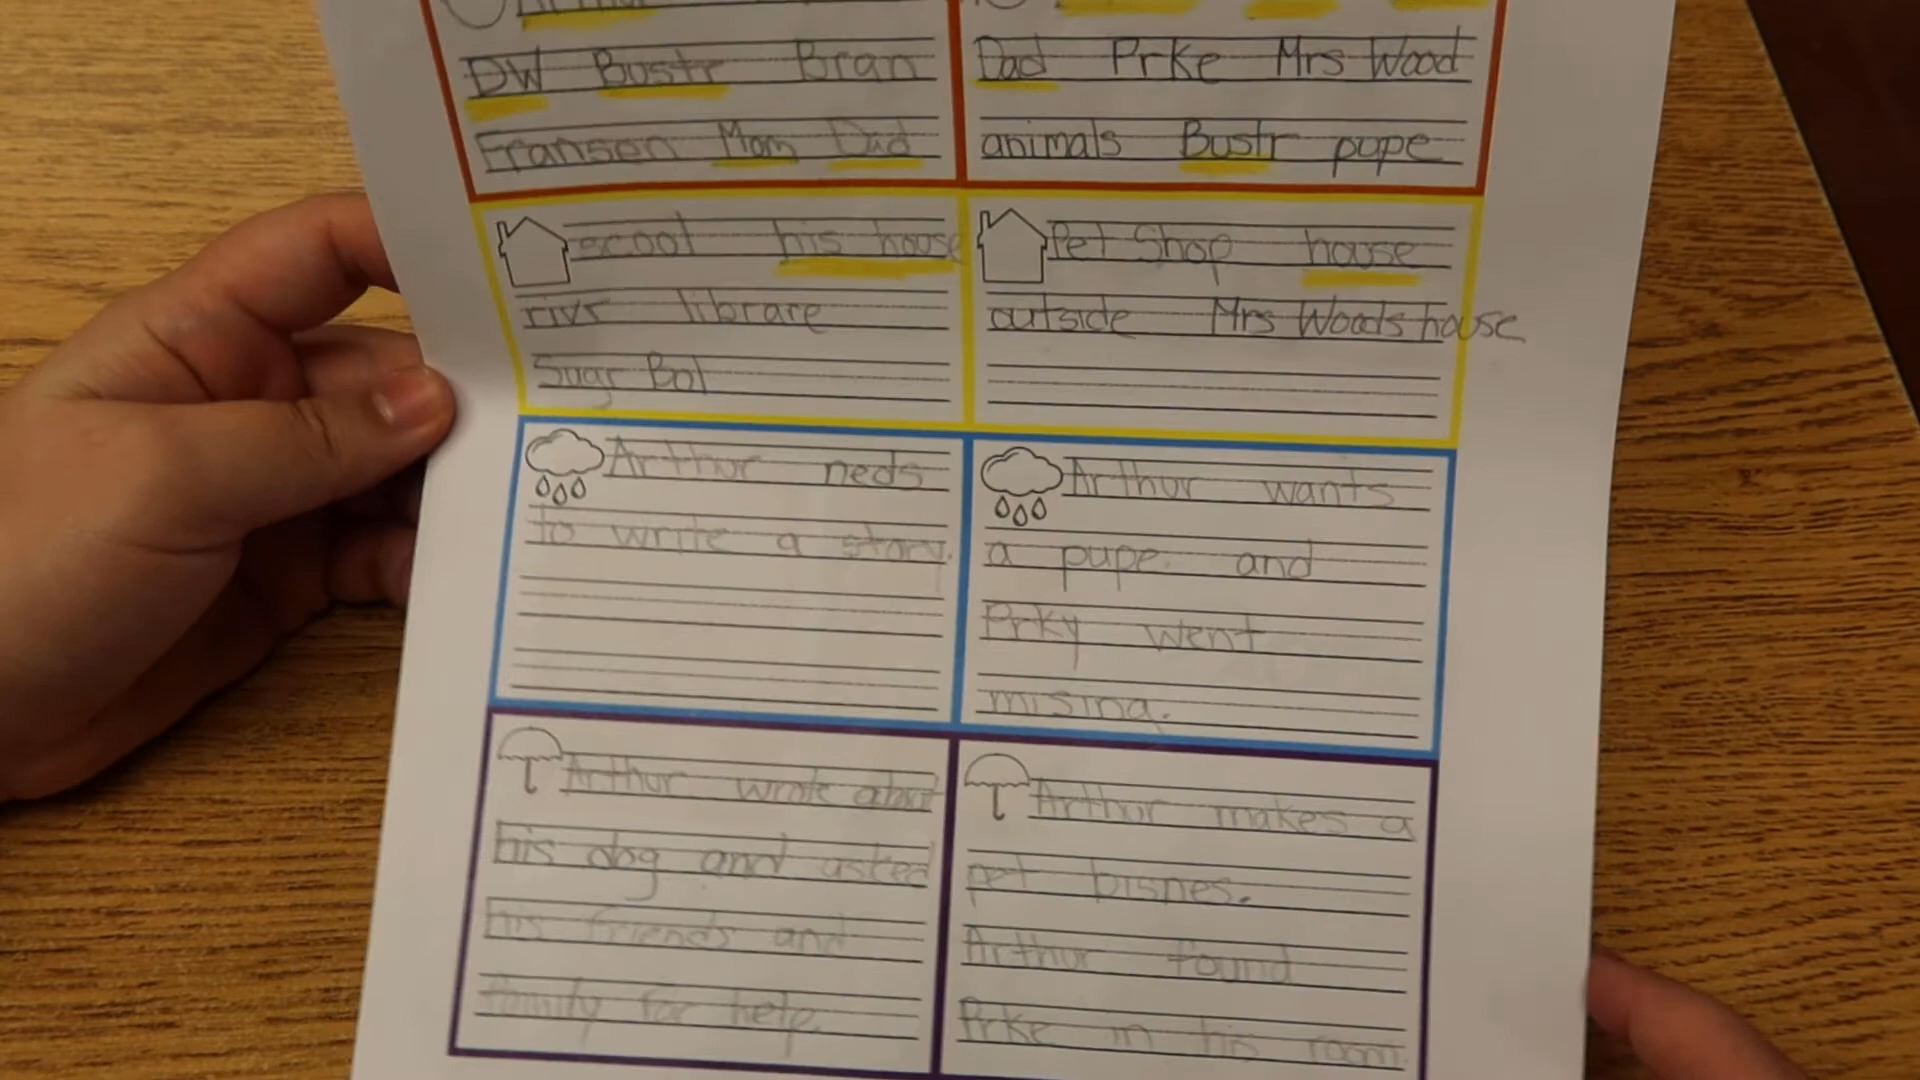 Arthur
DW Bustr Bran
Fransen Mom Dad
Dad Prke Mrs Wood
animals Bustr pupe
scool his house
rivr librare
Sugr Bol
Pet Shop house
outside Mrs Woods house
Arthur neds
to write a story.
Arthur wants
a pupe. and
Prky went
mising.
Arthur wrote about
his dog and asked
his friends and
family for help.
Arthur makes a
pet bisnes.
Arthur found
Prke in his room.